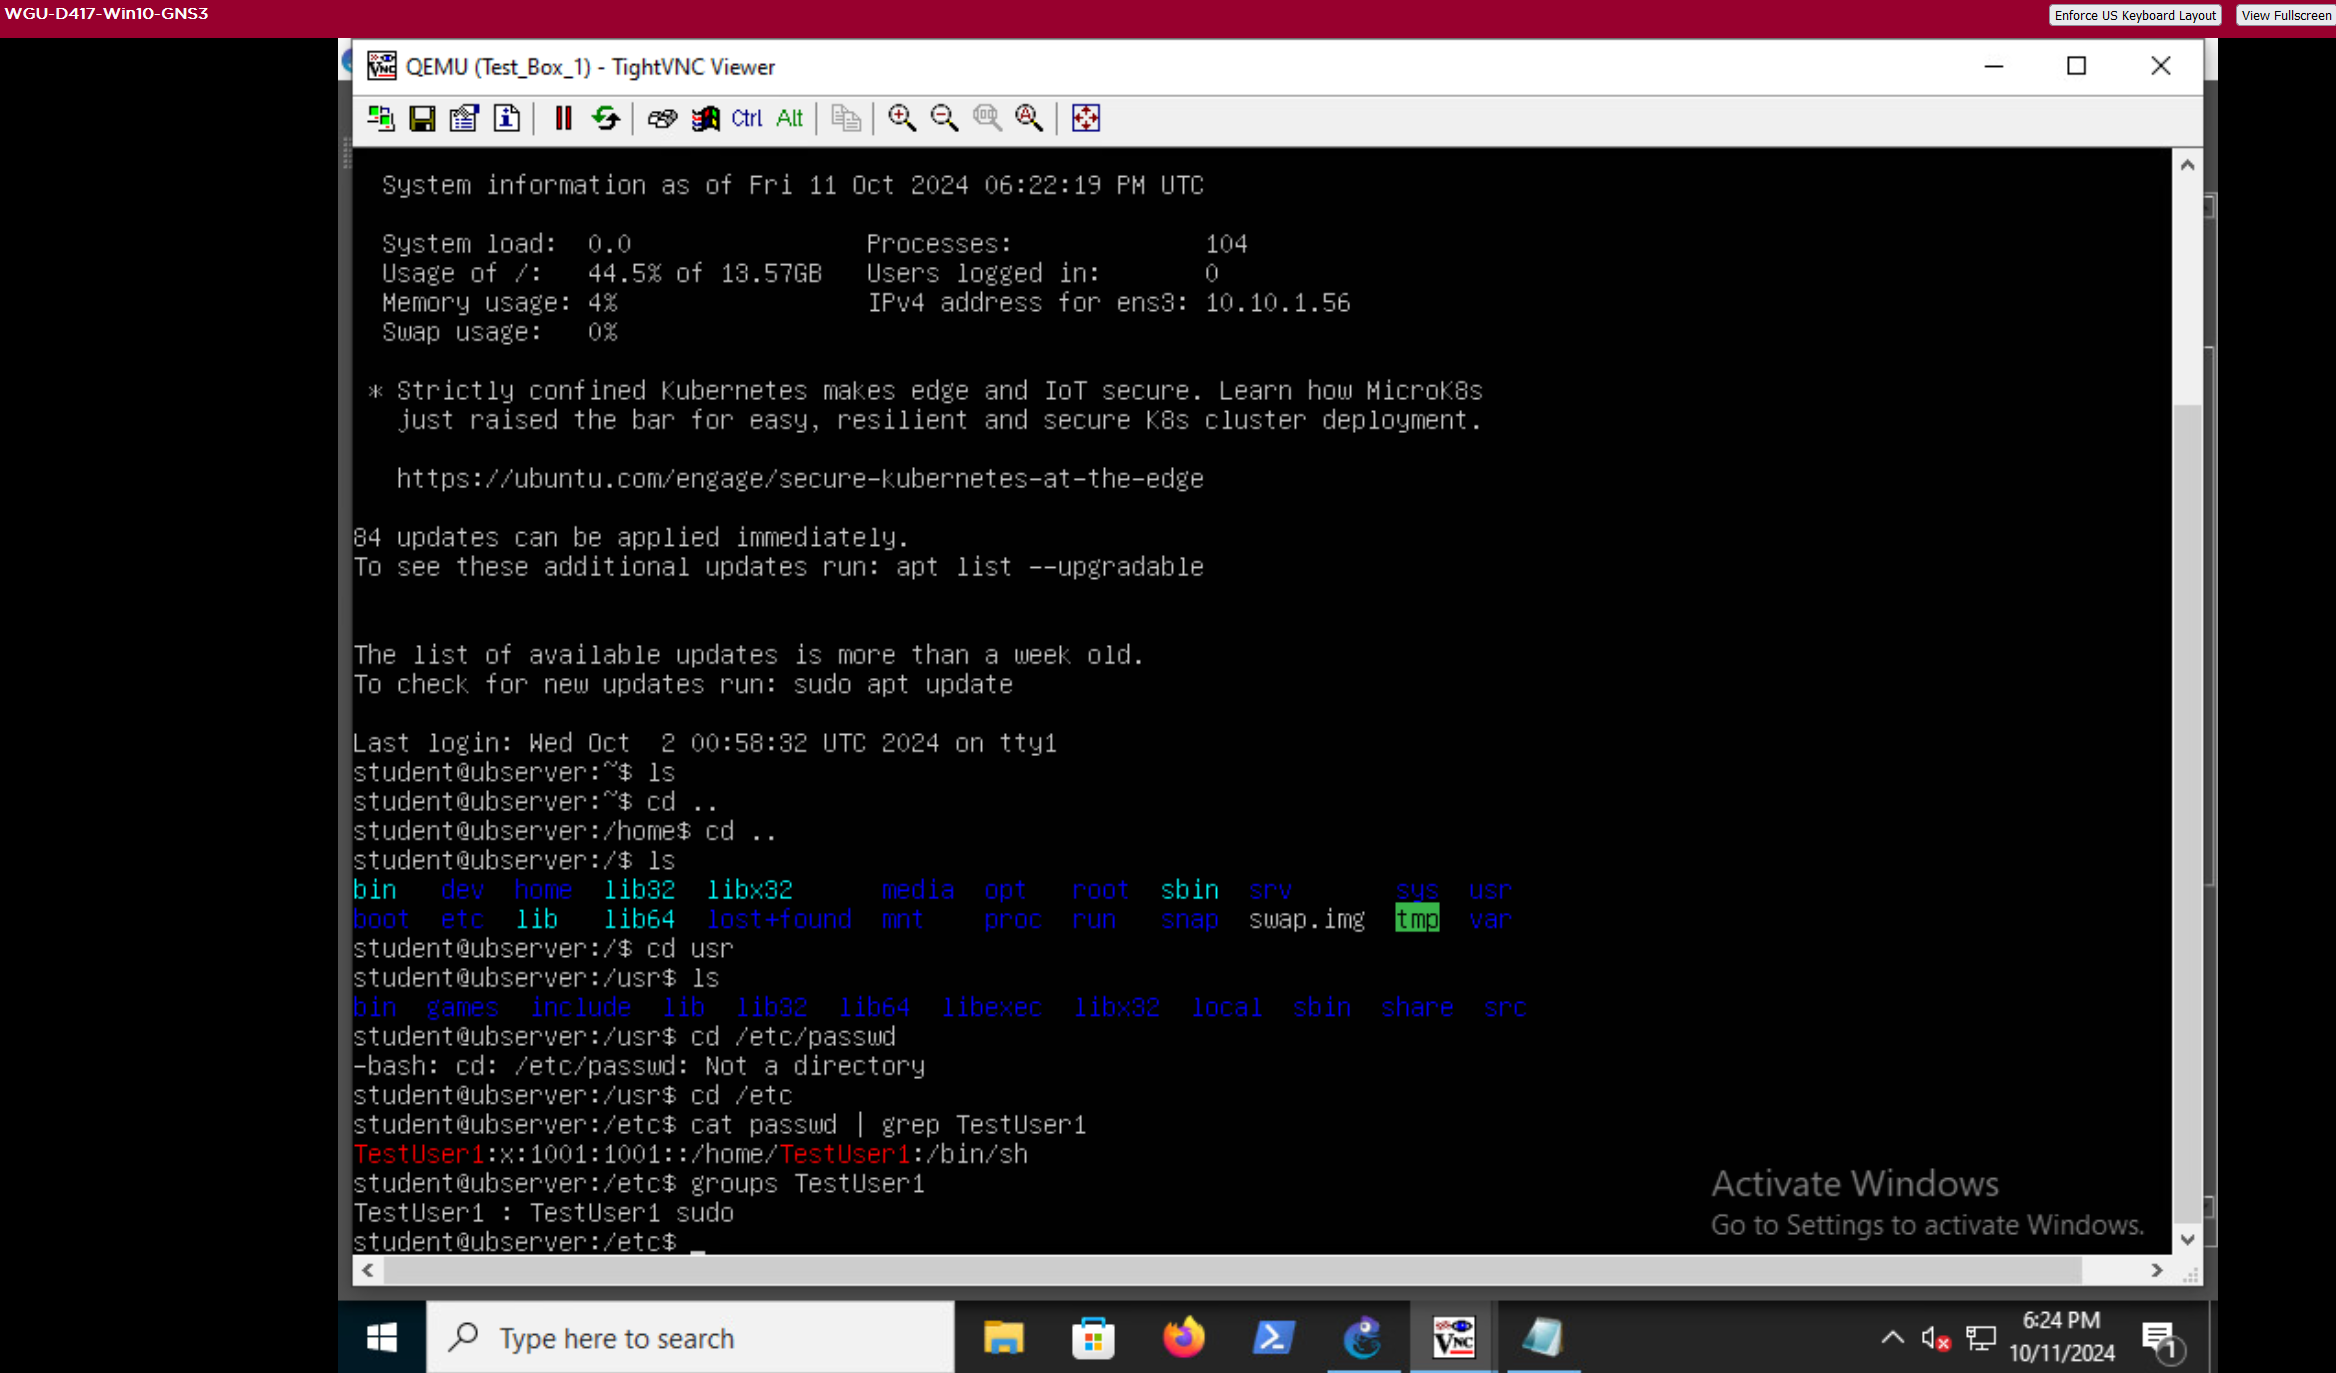 WGU-D417-Win10-GNS3
Enforce US Keyboard Layout
View Fullscreen
QEMU (Test_Box_1) - TightVNC Viewer
Ctrl Alt
System information as of Fri 11 Oct 2024 06:22:19 PM UTC
System load: 0.0 Processes: 104
Usage of /: 44.5% of 13.57GB Users logged in: 0
Memory usage: 4% IPv4 address for ens3: 10.10.1.56
Swap usage: 0%
* Strictly confined Kubernetes makes edge and IoT secure. Learn how MicroK8s
just raised the bar for easy, resilient and secure K8s cluster deployment.
https://ubuntu.com/engage/secure-kubernetes-at-the-edge
84 updates can be applied immediately.
To see these additional updates run: apt list --upgradable
The list of available updates is more than a week old.
To check for new updates run: sudo apt update
Last login: Wed Oct  2 00:58:32 UTC 2024 on tty1
student@ubserver:~$ ls
student@ubserver:~$ cd ..
student@ubserver:/home$ cd ..
student@ubserver:/$ ls
bin dev home lib32 libx32 media opt root sbin srv sys usr
boot etc lib lib64 lost+found mnt proc run snap swap.img tmp var
student@ubserver:/$ cd usr
student@ubserver:/usr$ ls
bin games include lib lib32 lib64 libexec libx32 local sbin share src
student@ubserver:/usr$ cd /etc/passwd
-bash: cd: /etc/passwd: Not a directory
student@ubserver:/usr$ cd /etc
student@ubserver:/etc$ cat passwd | grep TestUser1
TestUser1:x:1001:1001::/home/TestUser1:/bin/sh
student@ubserver:/etc$ groups TestUser1
TestUser1 : TestUser1 sudo
student@ubserver:/etc$ _
Activate Windows
Go to Settings to activate Windows.
Type here to search
VNC
6:24 PM
10/11/2024
1